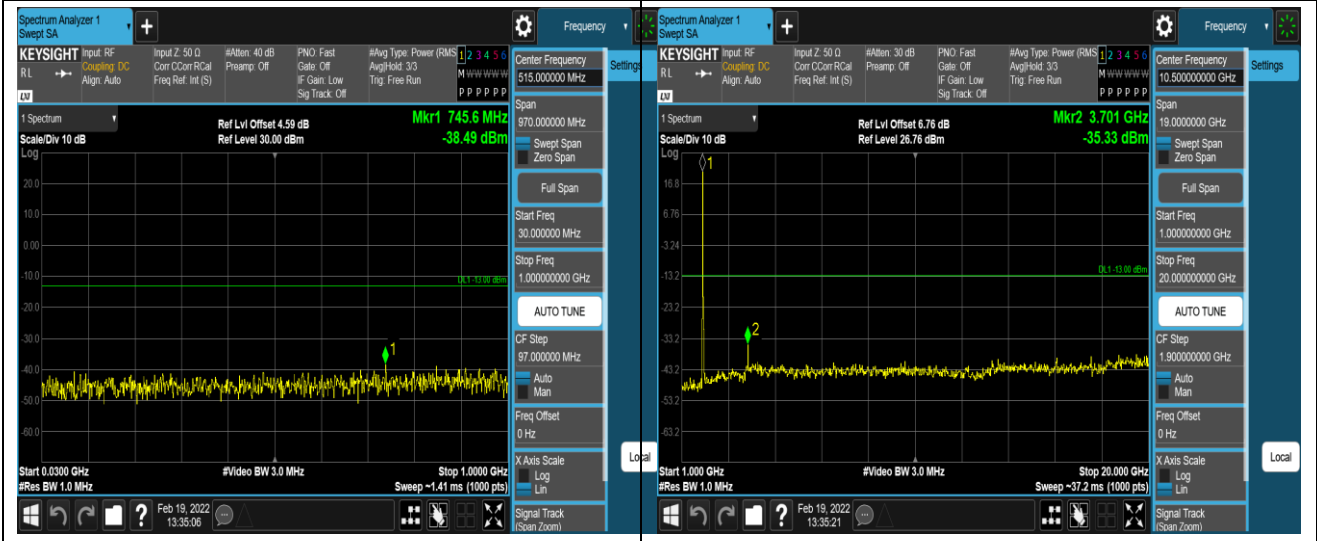 Spectrum Analyzer 1
Swept SA
+
Frequency
KEYSIGHT
RL
LXI
Input: RF
Coupling: DC
Align: Auto
Input Z: 50 Ω
Corr CCorr RCal
Freq Ref: Int (S)
#Atten: 40 dB
Preamp: Off
PNO: Fast
Gate: Off
IF Gain: Low
Sig Track: Off
#Avg Type: Power (RMS
Avg|Hold: 3/3
Trig: Free Run
1 2 3 4 5 6
M W W W W W
P P P P P P
Center Frequency
515.000000 MHz
Settings
1 Spectrum
Scale/Div 10 dB
Log
Ref Lvl Offset 4.59 dB
Ref Level 30.00 dBm
Mkr1 745.6 MHz
-38.49 dBm
Span
970.000000 MHz
Swept Span
Zero Span
Full Span
Start Freq
30.000000 MHz
Stop Freq
1.000000000 GHz
AUTO TUNE
CF Step
97.000000 MHz
Auto
Man
Freq Offset
0 Hz
X Axis Scale
Log
Lin
Signal Track
(Span Zoom)
Local
20.0
10.0
0.00
-10.0
-20.0
-30.0
-40.0
-50.0
-60.0
DL1 -13.00 dBm
1
Start 0.0300 GHz
#Res BW 1.0 MHz
#Video BW 3.0 MHz
Stop 1.0000 GHz
Sweep ~1.41 ms (1000 pts)
?
Feb 19, 2022
13:35:06
Spectrum Analyzer 1
Swept SA
+
Frequency
KEYSIGHT
RL
LXI
Input: RF
Coupling: DC
Align: Auto
Input Z: 50 Ω
Corr CCorr RCal
Freq Ref: Int (S)
#Atten: 30 dB
Preamp: Off
PNO: Fast
Gate: Off
IF Gain: Low
Sig Track: Off
#Avg Type: Power (RMS
Avg|Hold: 3/3
Trig: Free Run
1 2 3 4 5 6
M W W W W W
P P P P P P
Center Frequency
10.500000000 GHz
Settings
1 Spectrum
Scale/Div 10 dB
Log
Ref Lvl Offset 6.76 dB
Ref Level 26.76 dBm
Mkr2 3.701 GHz
-35.33 dBm
Span
19.0000000 GHz
Swept Span
Zero Span
Full Span
Start Freq
1.000000000 GHz
Stop Freq
20.000000000 GHz
AUTO TUNE
CF Step
1.900000000 GHz
Auto
Man
Freq Offset
0 Hz
X Axis Scale
Log
Lin
Signal Track
(Span Zoom)
Local
16.8
6.76
-3.24
-13.2
-23.2
-33.2
-43.2
-53.2
-63.2
DL1 -13.00 dBm
1
2
Start 1.000 GHz
#Res BW 1.0 MHz
#Video BW 3.0 MHz
Stop 20.000 GHz
Sweep ~37.2 ms (1000 pts)
?
Feb 19, 2022
13:35:21